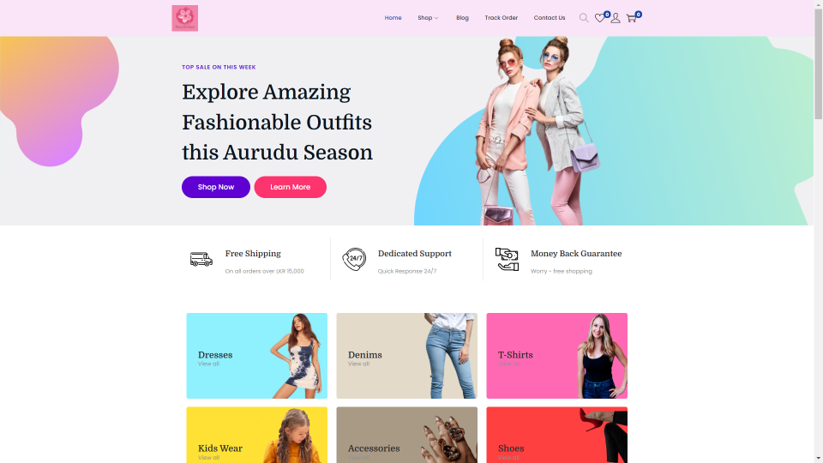 Home
Shop
Blog
Track Order
Contact Us
0
0
TOP SALE ON THIS WEEK
Explore Amazing
Fashionable Outfits
this Aurudu Season
Shop Now
Learn More
Free Shipping
On all orders over LKR 15,000
24/7
Dedicated Support
Quick Response 24/7
Money Back Guarantee
Worry - free shopping
Dresses
View all
Denims
View all
T-Shirts
View all
Kids Wear
View all
Accessories
View all
Shoes
View all